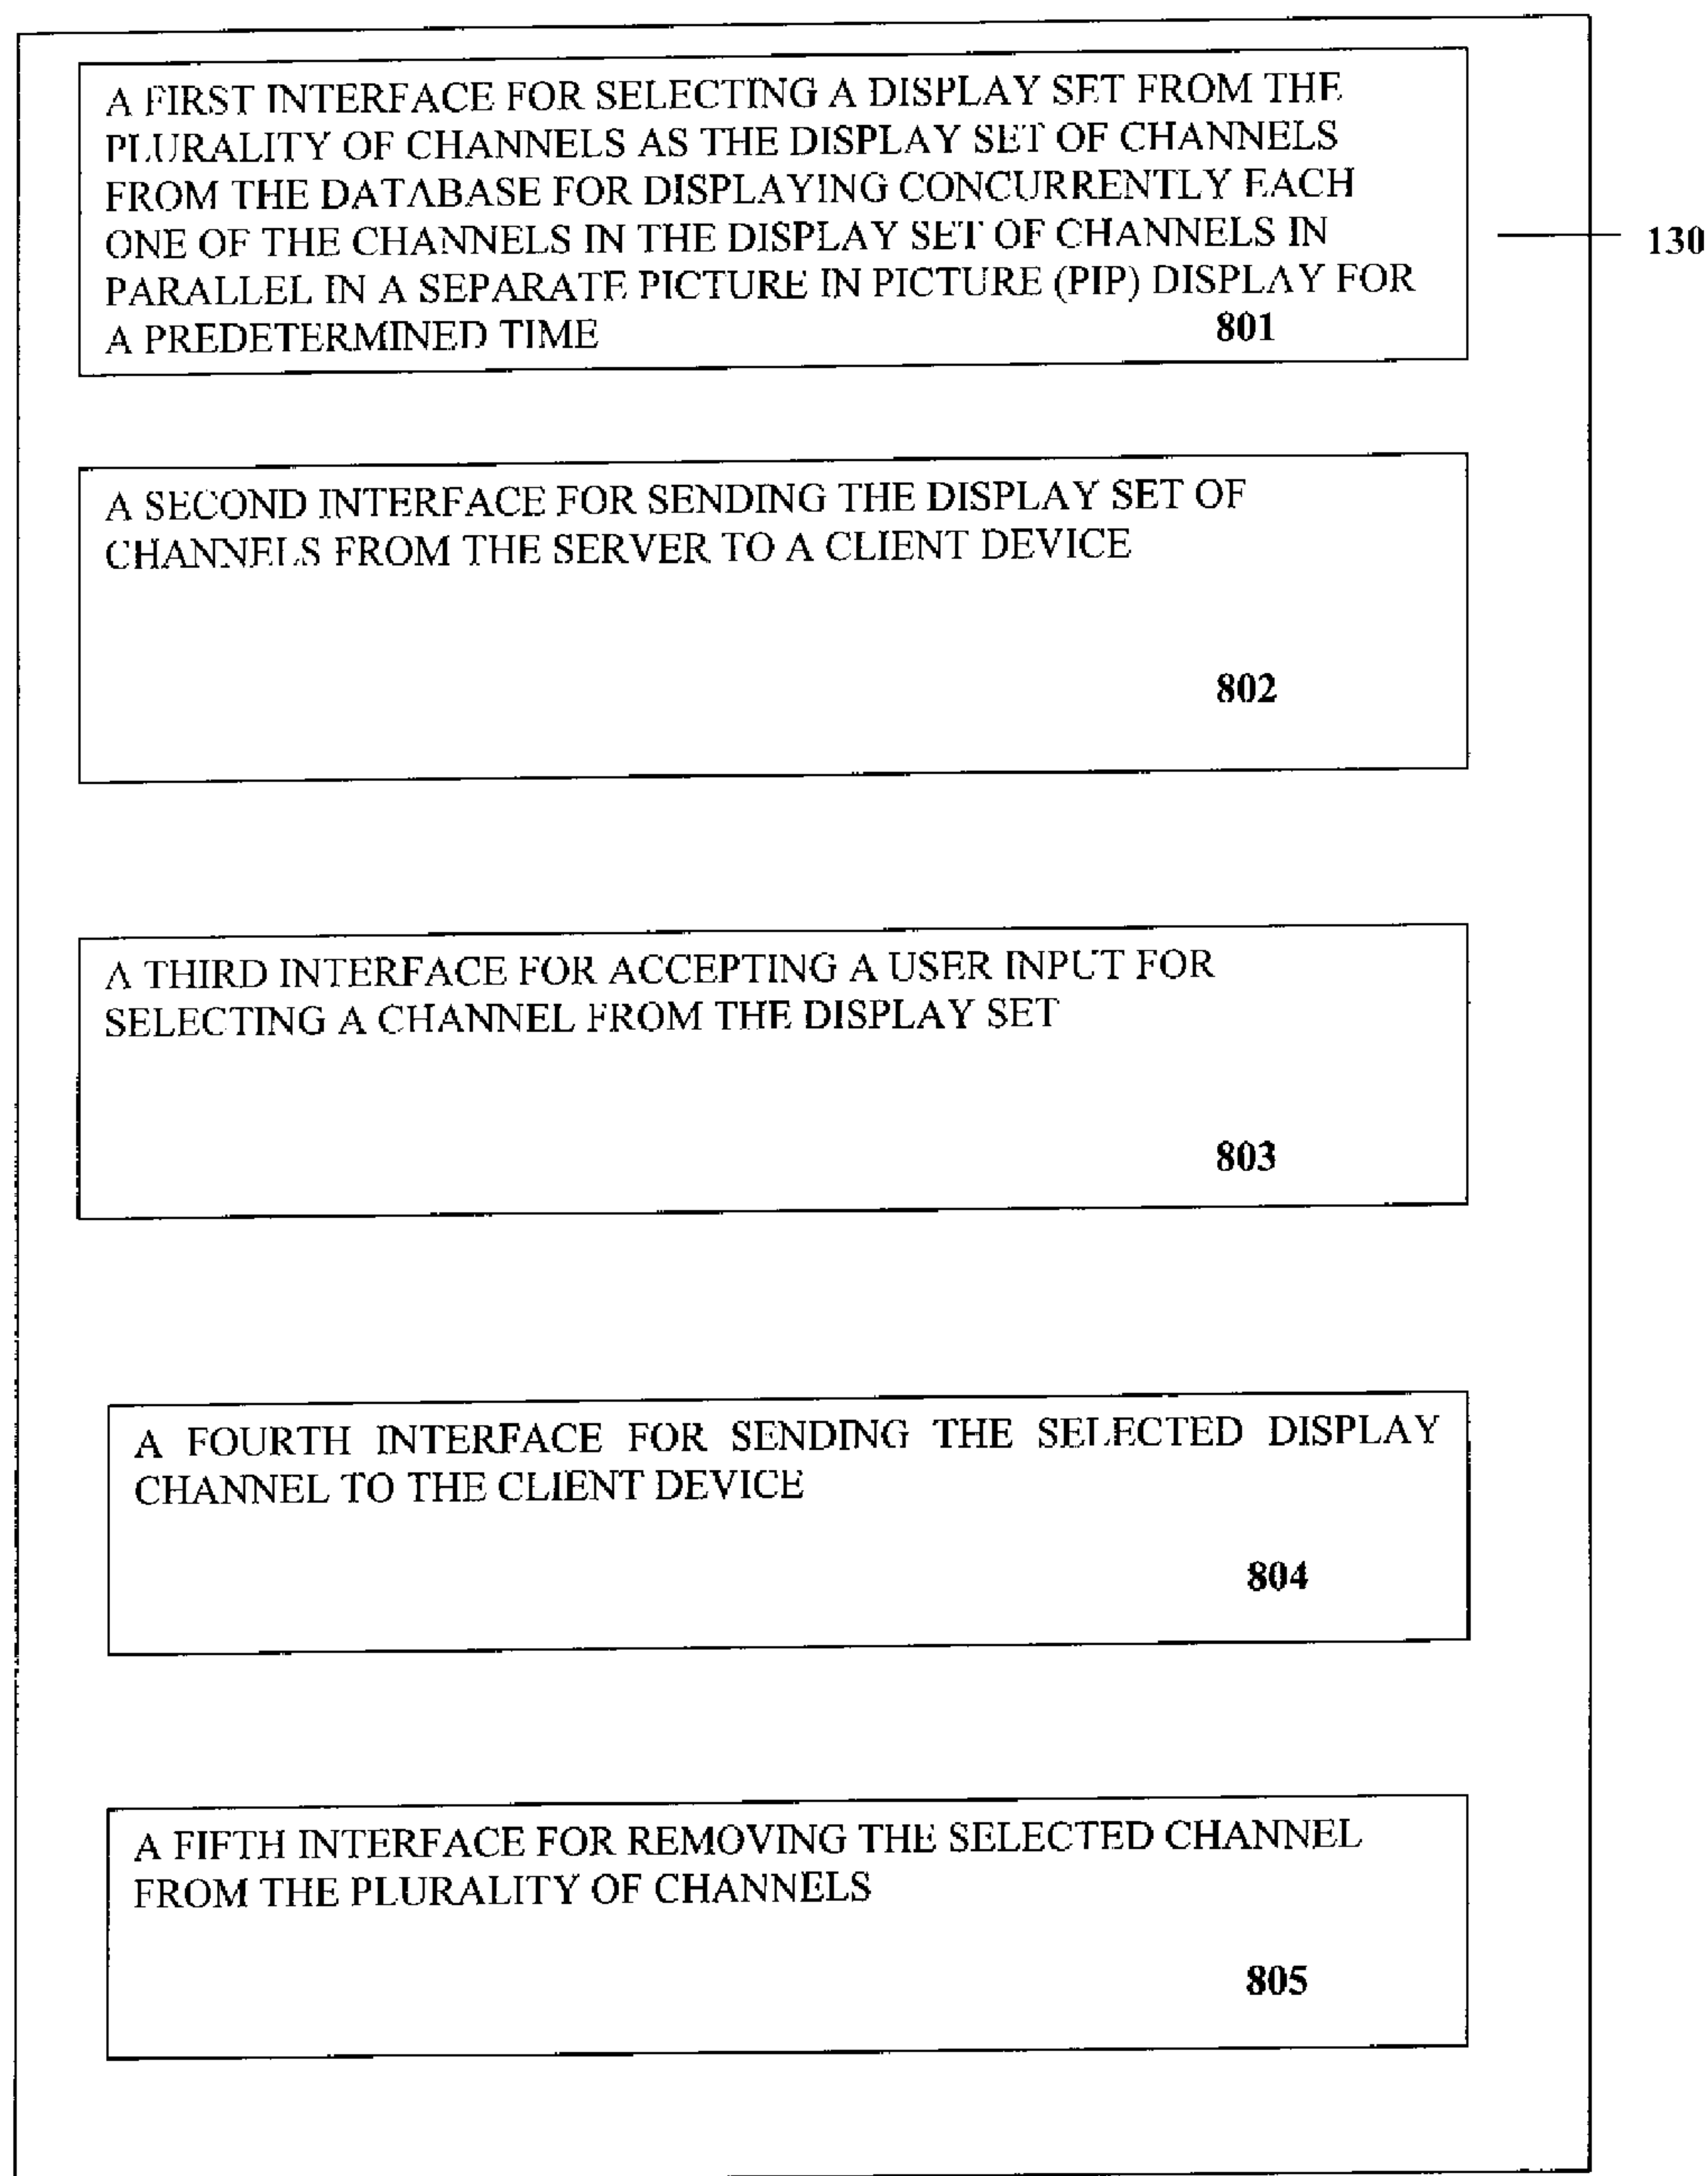 A FIRST INTERFACE FOR SELECTING A DISPLAY SET FROM THE
PLURALITY OF CHANNELS AS THE DISPLAY SET OF CHANNELS
FROM THE DATABASE FOR DISPLAYING CONCURRENTLY EACH
ONE OF THE CHANNELS IN THE DISPLAY SET OF CHANNELS IN
PARALLEL IN A SEPARATE PICTURE IN PICTURE (PIP) DISPLAY FOR
A PREDETERMINED TIME
801
130
A SECOND INTERFACE FOR SENDING THE DISPLAY SET OF
CHANNELS FROM THE SERVER TO A CLIENT DEVICE
802
A THIRD INTERFACE FOR ACCEPTING A USER INPUT FOR
SELECTING A CHANNEL FROM THE DISPLAY SET
803
A FOURTH INTERFACE FOR SENDING THE SELECTED DISPLAY
CHANNEL TO THE CLIENT DEVICE
804
A FIFTH INTERFACE FOR REMOVING THE SELECTED CHANNEL
FROM THE PLURALITY OF CHANNELS
805